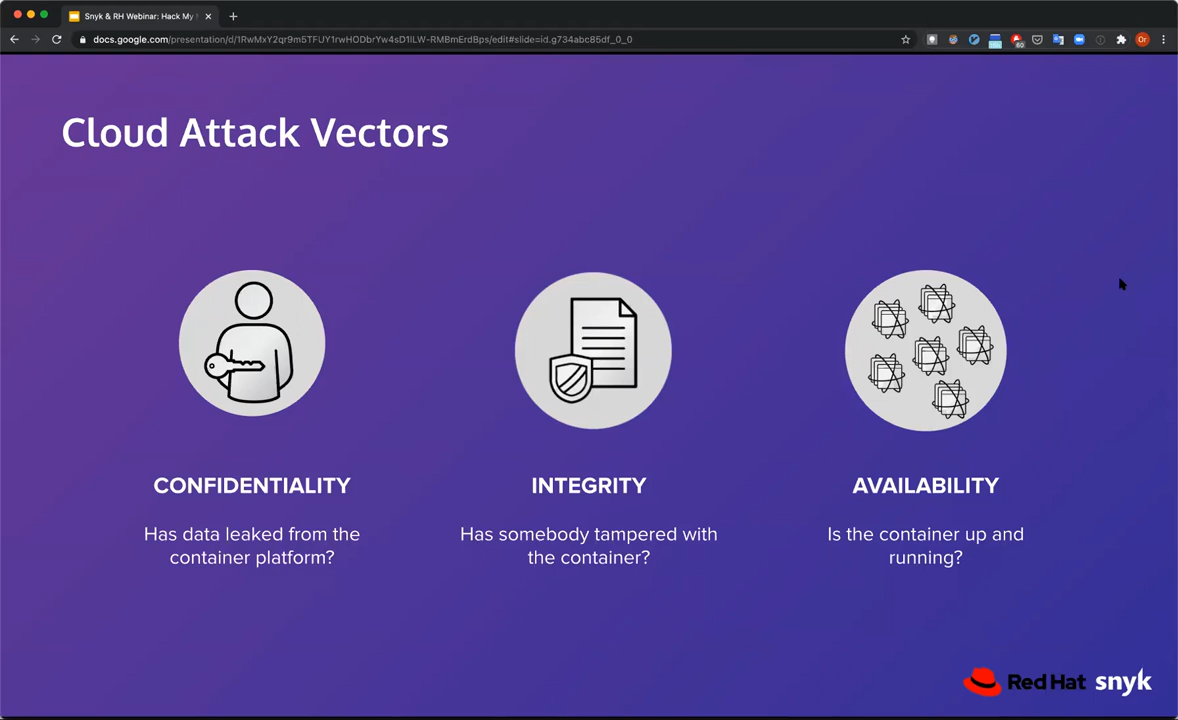 Snyk & RH Webinar: Hack My
docs.google.com/presentation/d/1RwMxY2qr9m5TFUY1rwHODbrYw4sD1lLW-RMBmErdBps/edit#slide=id.g734abc85df_0_0
60
Or
Cloud Attack Vectors
CONFIDENTIALITY
Has data leaked from the
container platform?
INTEGRITY
Has somebody tampered with
the container?
AVAILABILITY
Is the container up and
running?
Red Hat snyk